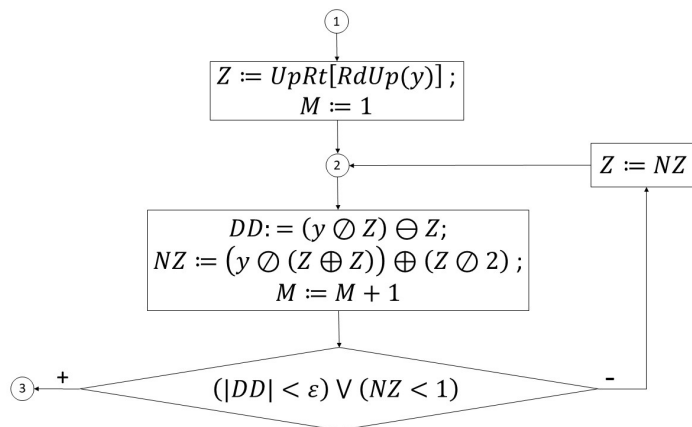 1
Z ≔ UpRt[RdUp(y)] ;
M ≔ 1
2
Z ≔ NZ
DD: = (y ⊘ Z) ⊖ Z;
NZ ≔ (y ⊘ (Z ⊕ Z)) ⊕ (Z ⊘ 2) ;
M ≔ M + 1
3
+
(|DD| < ε) ⋁ (NZ < 1)
-